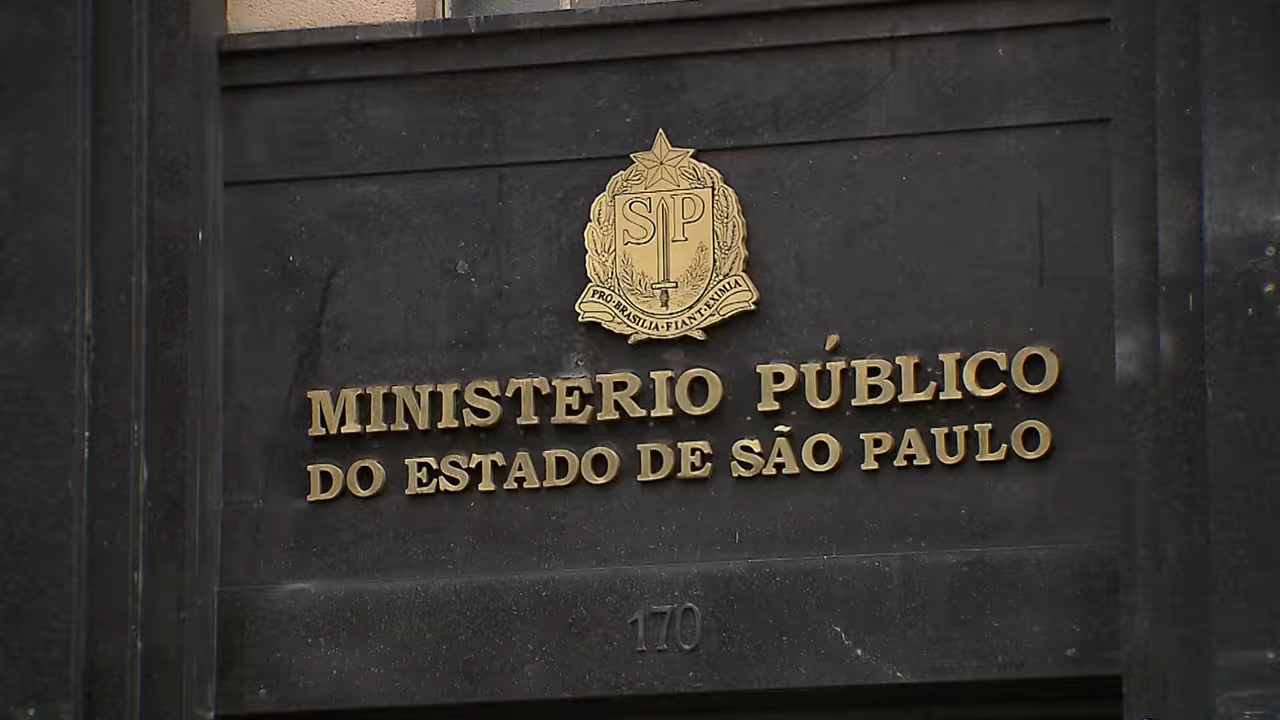 SP
PRO·BRASILIA·FIANT·EXIMIA
MINISTERIO PÚBLICO
DO ESTADO DE SÃO PAULO
170